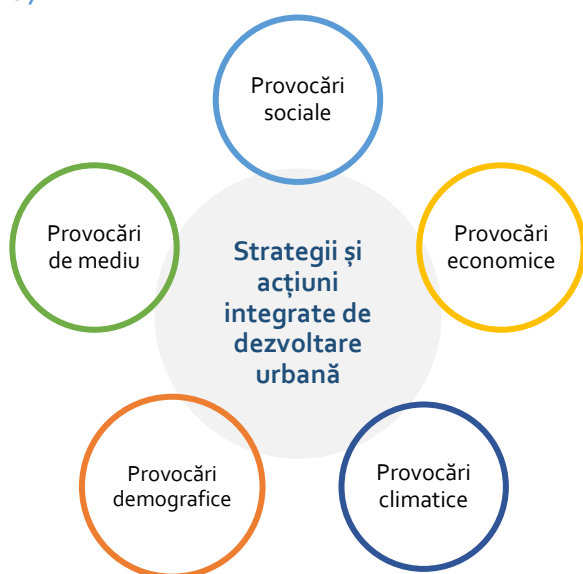 Provocări
sociale
Provocări
de mediu
Strategii și
acțiuni
integrate de
dezvoltare
urbană
Provocări
economice
Provocări
demografice
Provocări
climatice